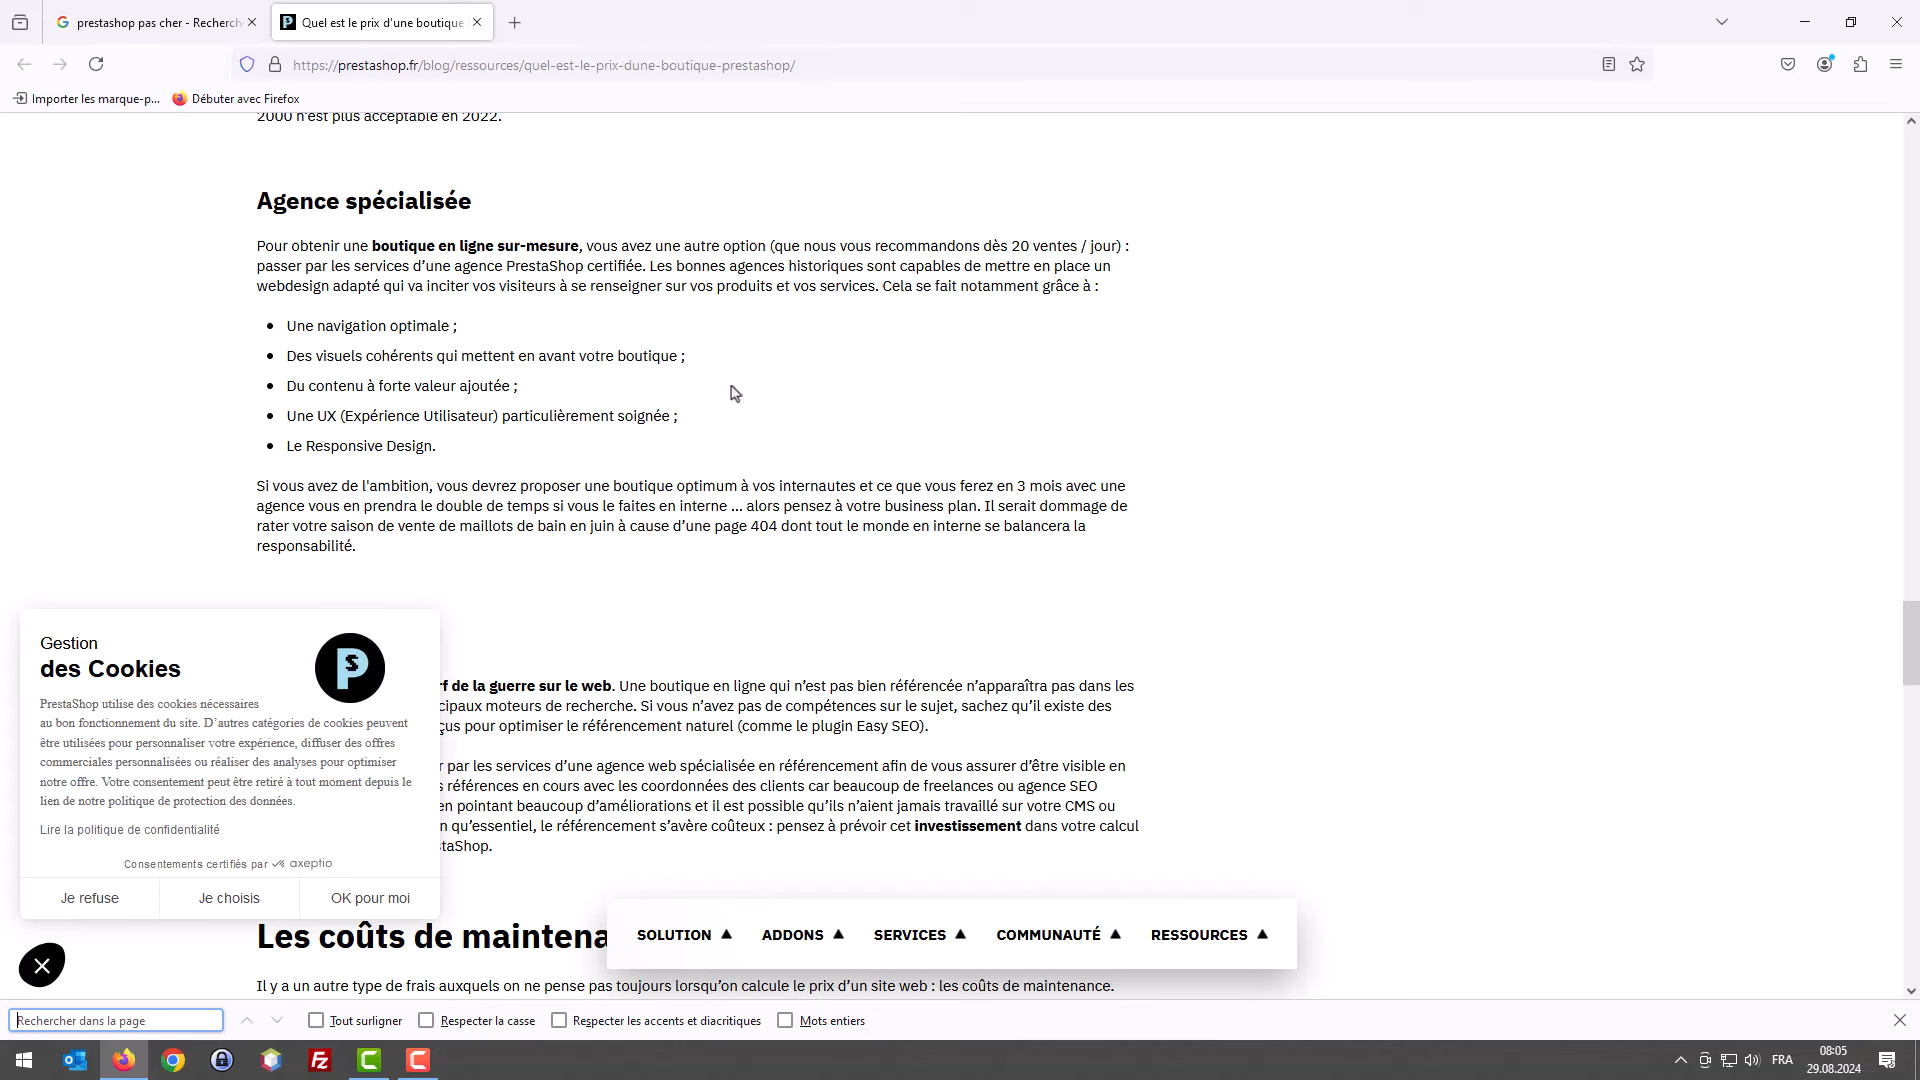 prestashop pas cher - Recherch
Quel est le prix d'une boutique
https://prestashop.fr/blog/ressources/quel-est-le-prix-dune-boutique-prestashop/
Importer les marque-p...
Débuter avec Firefox
2000 n'est plus acceptable en 2022.
Agence spécialisée
Pour obtenir une boutique en ligne sur-mesure, vous avez une autre option (que nous vous recommandons dès 20 ventes / jour) :
passer par les services d’une agence PrestaShop certifiée. Les bonnes agences historiques sont capables de mettre en place un
webdesign adapté qui va inciter vos visiteurs à se renseigner sur vos produits et vos services. Cela se fait notamment grâce à :
Une navigation optimale ;
Des visuels cohérents qui mettent en avant votre boutique ;
Du contenu à forte valeur ajoutée ;
Une UX (Expérience Utilisateur) particulièrement soignée ;
Le Responsive Design.
Si vous avez de l'ambition, vous devrez proposer une boutique optimum à vos internautes et ce que vous ferez en 3 mois avec une
agence vous en prendra le double de temps si vous le faites en interne ... alors pensez à votre business plan. Il serait dommage de
rater votre saison de vente de maillots de bain en juin à cause d’une page 404 dont tout le monde en interne se balancera la
responsabilité.
rf de la guerre sur le web. Une boutique en ligne qui n’est pas bien référencée n’apparaîtra pas dans les
cipaux moteurs de recherche. Si vous n’avez pas de compétences sur le sujet, sachez qu’il existe des
çus pour optimiser le référencement naturel (comme le plugin Easy SEO).
r par les services d’une agence web spécialisée en référencement afin de vous assurer d’être visible en
s références en cours avec les coordonnées des clients car beaucoup de freelances ou agence SEO
en pointant beaucoup d’améliorations et il est possible qu’ils n’aient jamais travaillé sur votre CMS ou
n qu’essentiel, le référencement s’avère coûteux : pensez à prévoir cet investissement dans votre calcul
staShop.
Gestion
des Cookies
PrestaShop utilise des cookies nécessaires
au bon fonctionnement du site. D’autres catégories de cookies peuvent
être utilisées pour personnaliser votre expérience, diffuser des offres
commerciales personnalisées ou réaliser des analyses pour optimiser
notre offre. Votre consentement peut être retiré à tout moment depuis le
lien de notre politique de protection des données.
Lire la politique de confidentialité
Consentements certifiés par axeptio
Je refuse
Je choisis
OK pour moi
Les coûts de maintena
SOLUTION
ADDONS
SERVICES
COMMUNAUTÉ
RESSOURCES
Il y a un autre type de frais auxquels on ne pense pas toujours lorsqu’on calcule le prix d’un site web : les coûts de maintenance.
Rechercher dans la page
Tout surligner
Respecter la casse
Respecter les accents et diacritiques
Mots entiers
FRA
08:05
29.08.2024